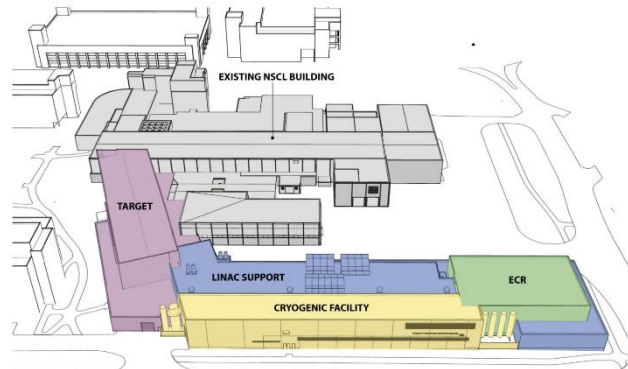 EXISTING NSCL BUILDING
TARGET
LINAC SUPPORT
ECR
CRYOGENIC FACILITY